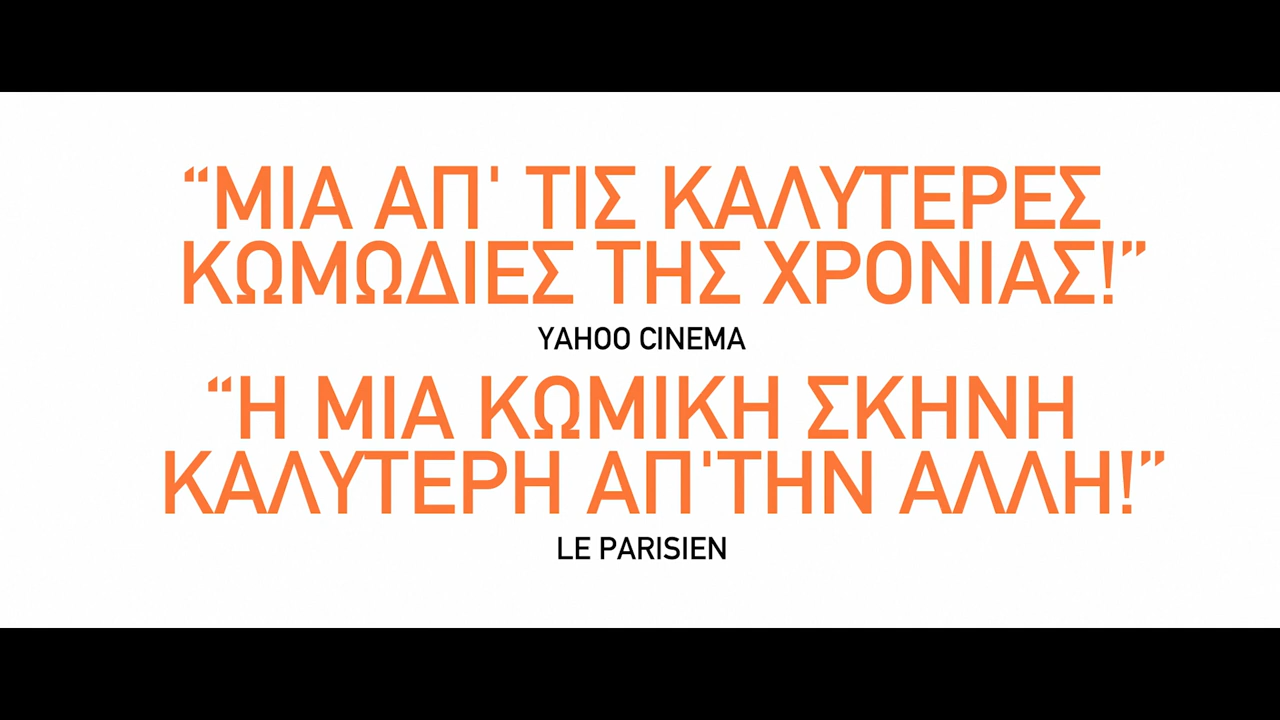 “ΜΙΑ ΑΠ' ΤΙΣ ΚΑΛΥΤΕΡΕΣ
ΚΩΜΩΔΙΕΣ ΤΗΣ ΧΡΟΝΙΑΣ!”
YAHOO CINEMA
“Η ΜΙΑ ΚΩΜΙΚΗ ΣΚΗΝΗ
ΚΑΛΥΤΕΡΗ ΑΠ'ΤΗΝ ΑΛΛΗ!”
LE PARISIEN